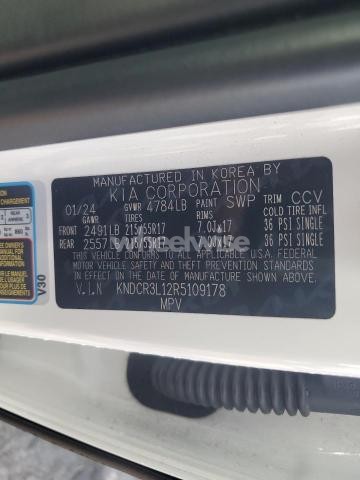 MANUFACTURED IN KOREA BY
KIA CORPORATION
01/24 GVWR 4784LB PAINT SWP TRIM CCV
GAWR TIRES RIMS COLD TIRE INFL
FRONT 2491LB 215/55R17 7.0JX17 36 PSI SINGLE
REAR 2557LB 215/55R17 7.0JX17 36 PSI SINGLE
THIS VEHICLE CONFORMS TO ALL APPLICABLE U.S.A. FEDERAL
MOTOR VEHICLE SAFETY AND THEFT PREVENTION STANDARDS
IN EFFECT ON THE DATE OF MANUFACTURE SHOWN ABOVE.
V.I.N KNDCR3L12R5109178
MPV
V30